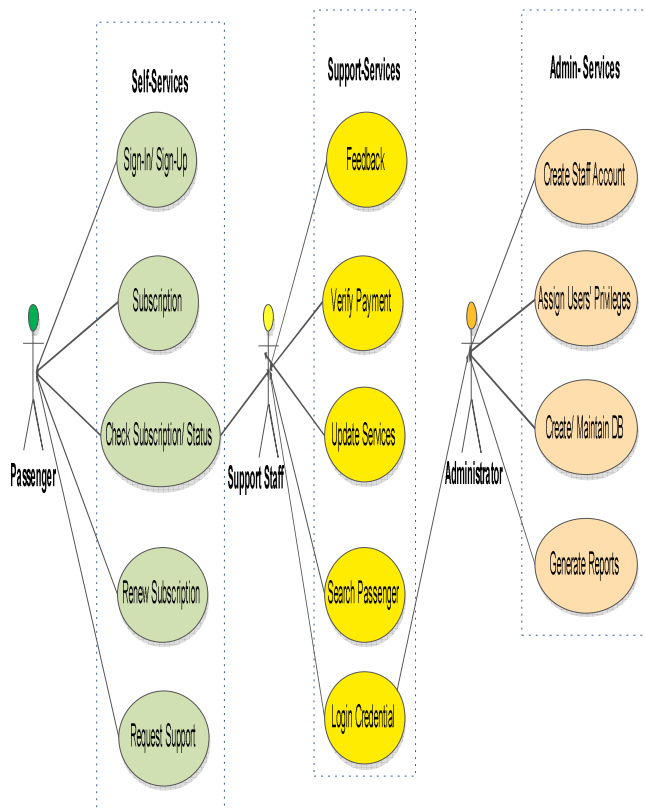 Self-Services
Sign-In/ Sign-Up
Subscription
Check Subscription/ Status
Renew Subscription
Request Support
Passenger
Support-Services
Feedback
Verify Payment
Update Services
Search Passenger
Login Credential
Support Staff
Admin- Services
Create Staff Account
Assign Users' Privileges
Create/ Maintain DB
Generate Reports
Administrator